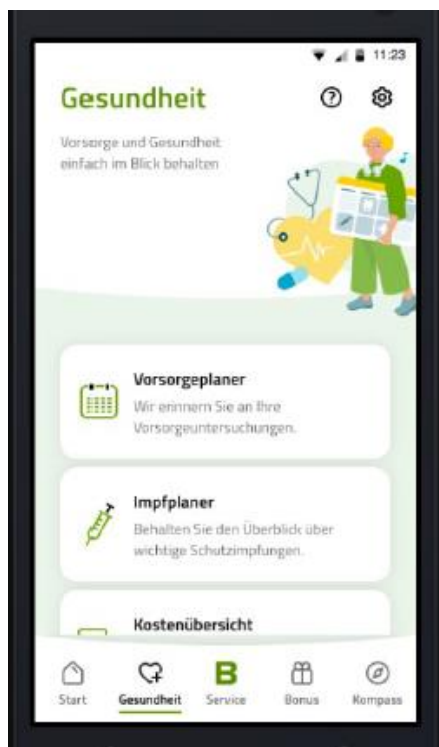 11:23
Gesundheit
Vorsorge und Gesundheit
einfach im Blick behalten
Vorsorgeplaner
Wir erinnern Sie an Ihre
Vorsorgeuntersuchungen.
Impfplaner
Behalten Sie den Überblick über
wichtige Schutzimpfungen.
Kostenübersicht
Start Gesundheit B Service Bonus Kompass